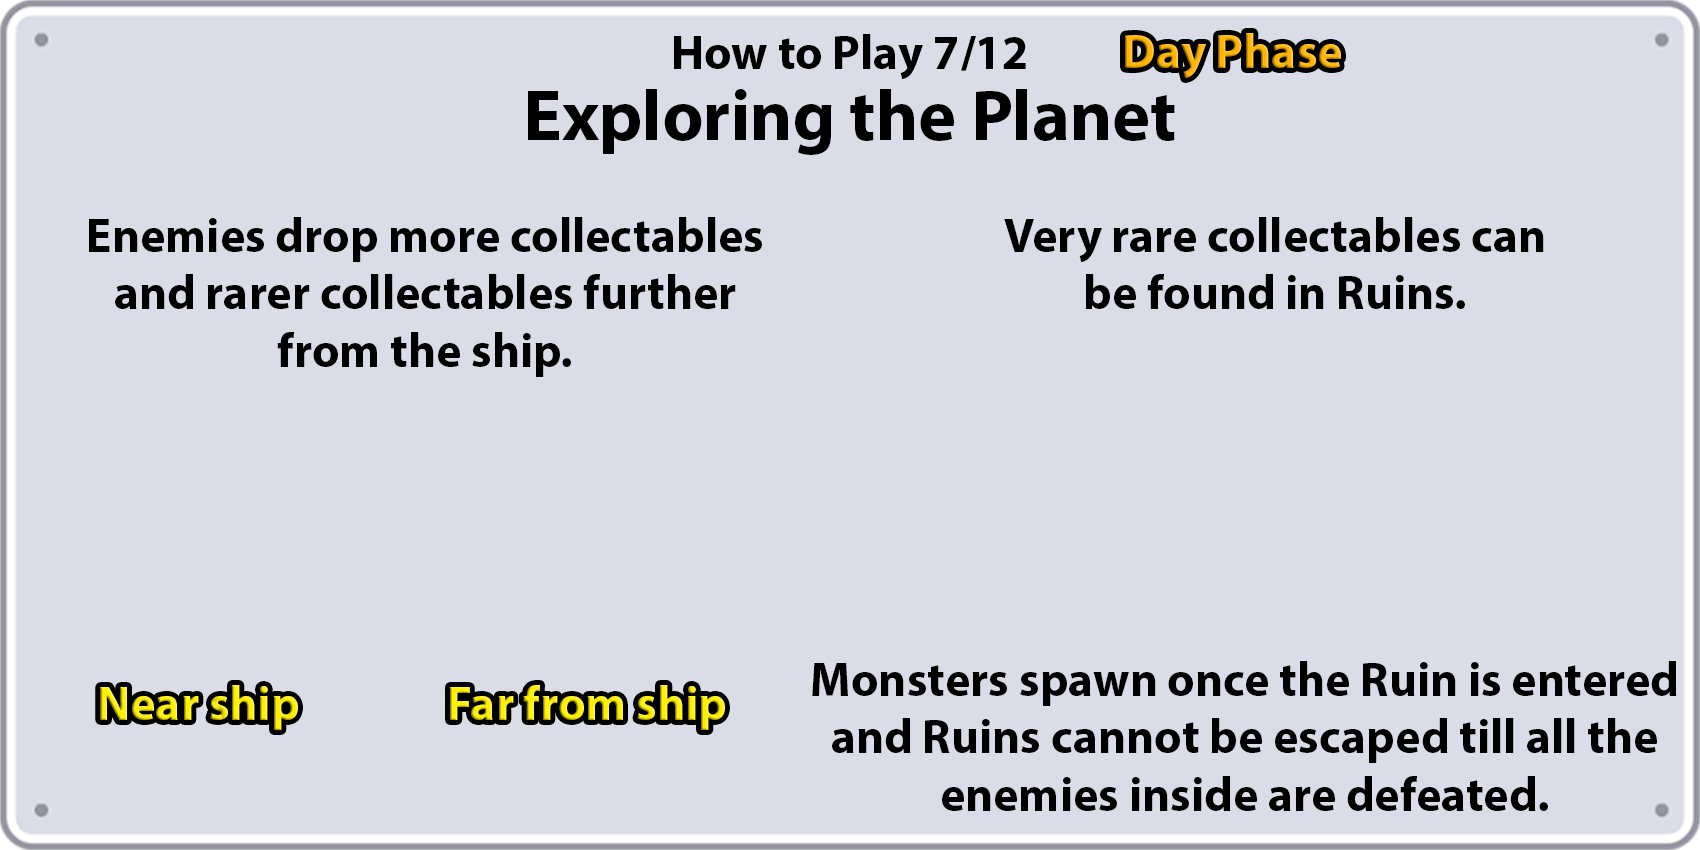 How to Play 7/12 Day Phase
Exploring the Planet
Enemies drop more collectables
and rarer collectables further
from the ship.
Very rare collectables can
be found in Ruins.
Near ship
Far from ship
Monsters spawn once the Ruin is entered
and Ruins cannot be escaped till all the
enemies inside are defeated.